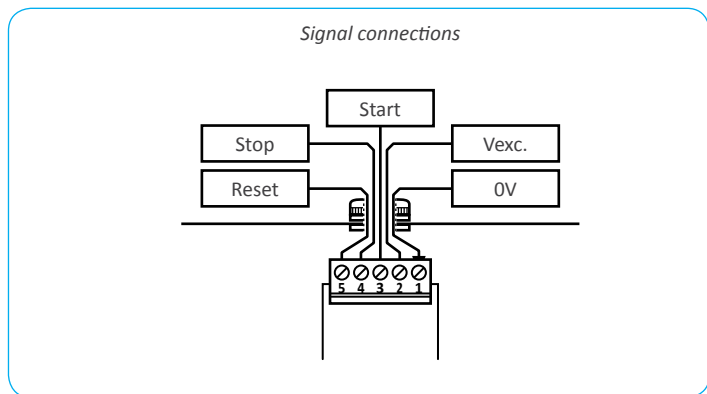 Signal connections
Start
Stop
Vexc.
Reset
0V
5 4 3 2 1